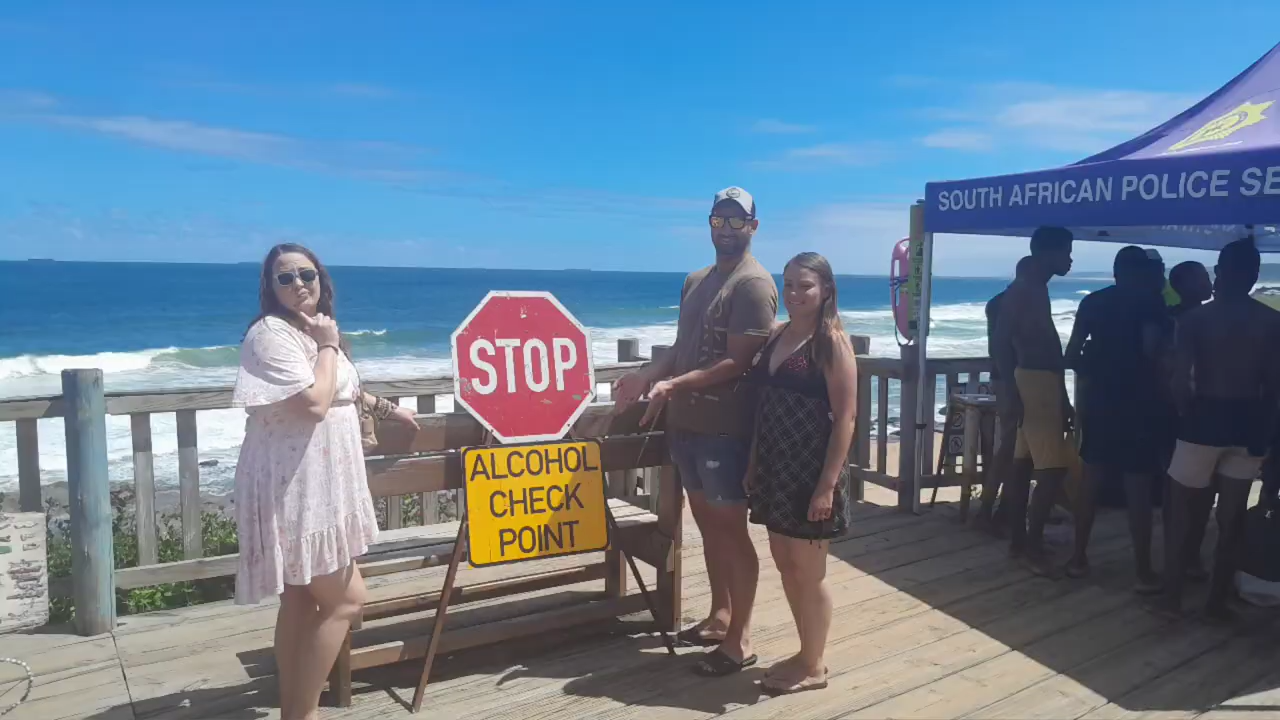 STOP
ALCOHOL
CHECK
POINT
SOUTH AFRICAN POLICE SE